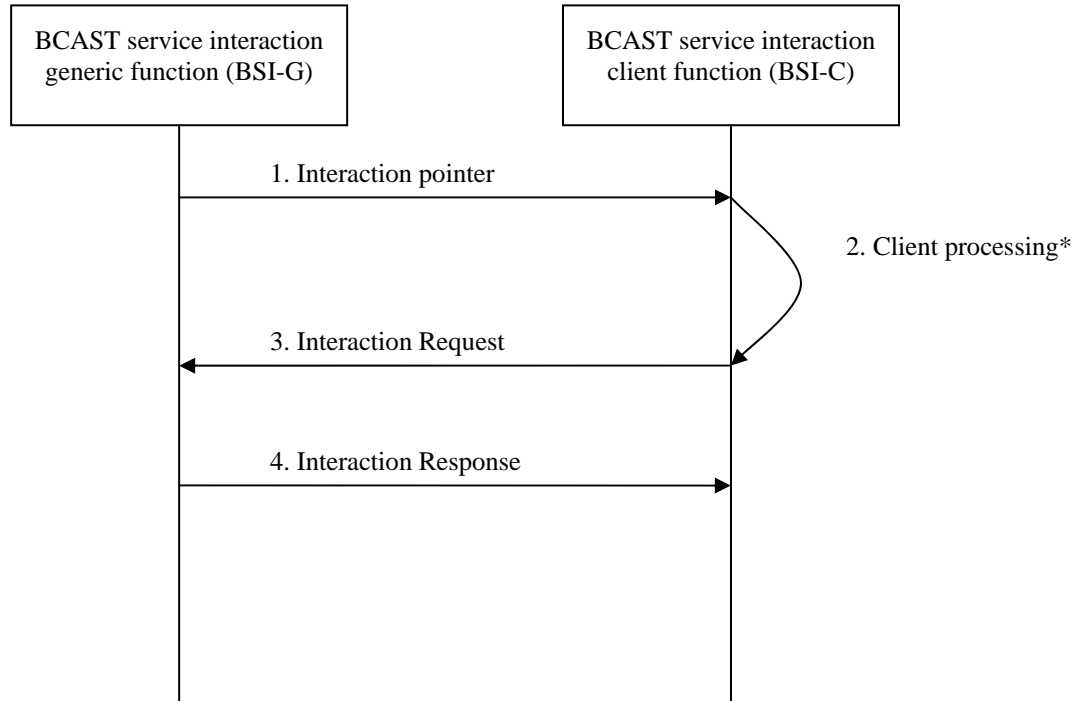 BCAST service interaction
generic function (BSI-G)
BCAST service interaction
client function (BSI-C)
1. Interaction pointer
2. Client processing*
3. Interaction Request
4. Interaction Response